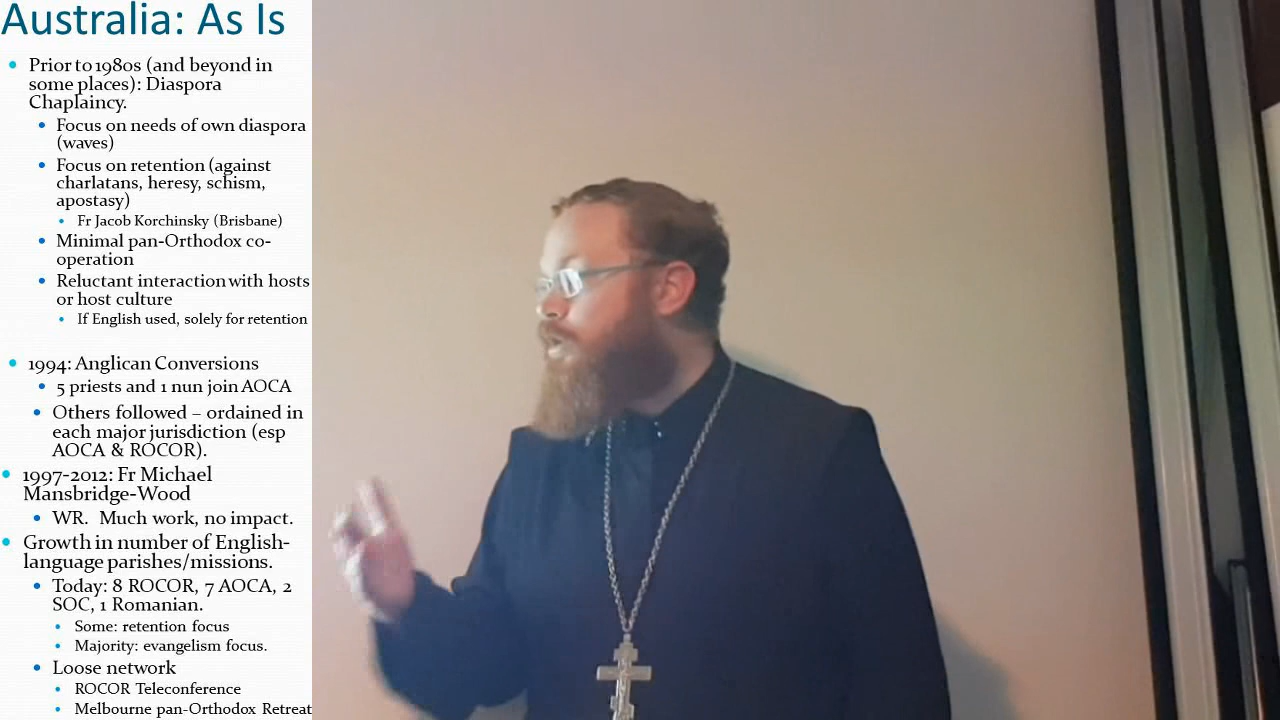 Australia: As Is
Prior to 1980s (and beyond in
some places): Diaspora
Chaplaincy.
Focus on needs of own diaspora
(waves)
Focus on retention (against
charlatans, heresy, schism,
apostasy)
Fr Jacob Korchinsky (Brisbane)
Minimal pan-Orthodox co-
operation
Reluctant interaction with hosts
or host culture
If English used, solely for retention
1994: Anglican Conversions
5 priests and 1 nun join AOCA
Others followed – ordained in
each major jurisdiction (esp
AOCA & ROCOR).
1997-2012: Fr Michael
Mansbridge-Wood
WR. Much work, no impact.
Growth in number of English-
language parishes/missions.
Today: 8 ROCOR, 7 AOCA, 2
SOC, 1 Romanian.
Some: retention focus
Majority: evangelism focus.
Loose network
ROCOR Teleconference
Melbourne pan-Orthodox Retreat